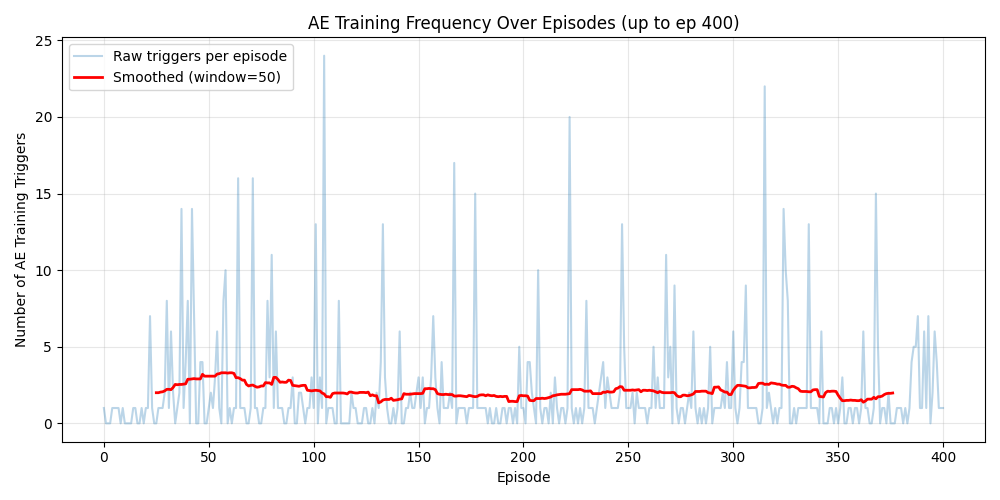 AE Training Frequency Over Episodes (up to ep 400)
Raw triggers per episode
Smoothed (window=50)
Number of AE Training Triggers
25
20
15
10
5
0
0 50 100 150 200 250 300 350 400
Episode